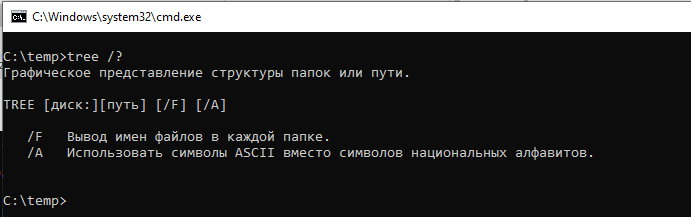 C:\Windows\system32\cmd.exe
C:\temp>tree /?
Графическое представление структуры папок или пути.
TREE [диск:][путь] [/F] [/A]
/F   Вывод имен файлов в каждой папке.
/A   Использовать символы ASCII вместо символов национальных алфавитов.
C:\temp>